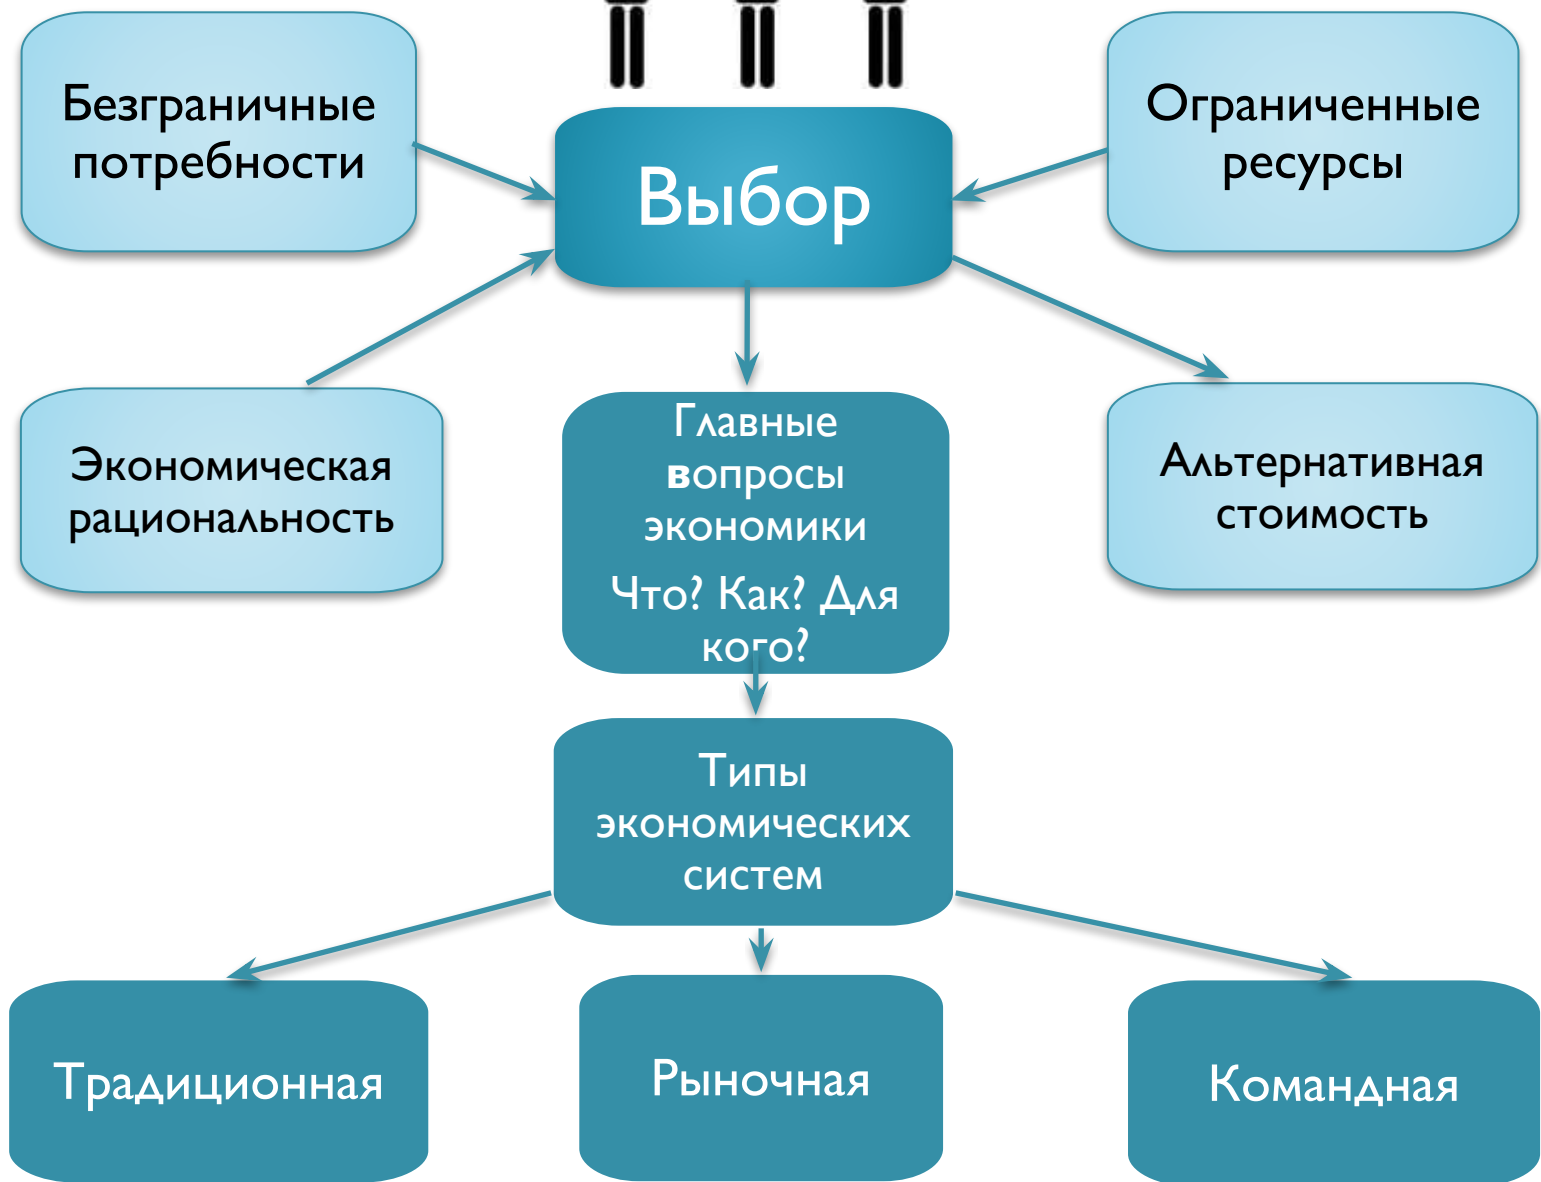 Безграничные
потребности
Выбор
Ограниченные
ресурсы
Экономическая
рациональность
Главные
вопросы
экономики
Что? Как? Для
кого?
Альтернативная
стоимость
Типы
экономических
систем
Традиционная
Рыночная
Командная